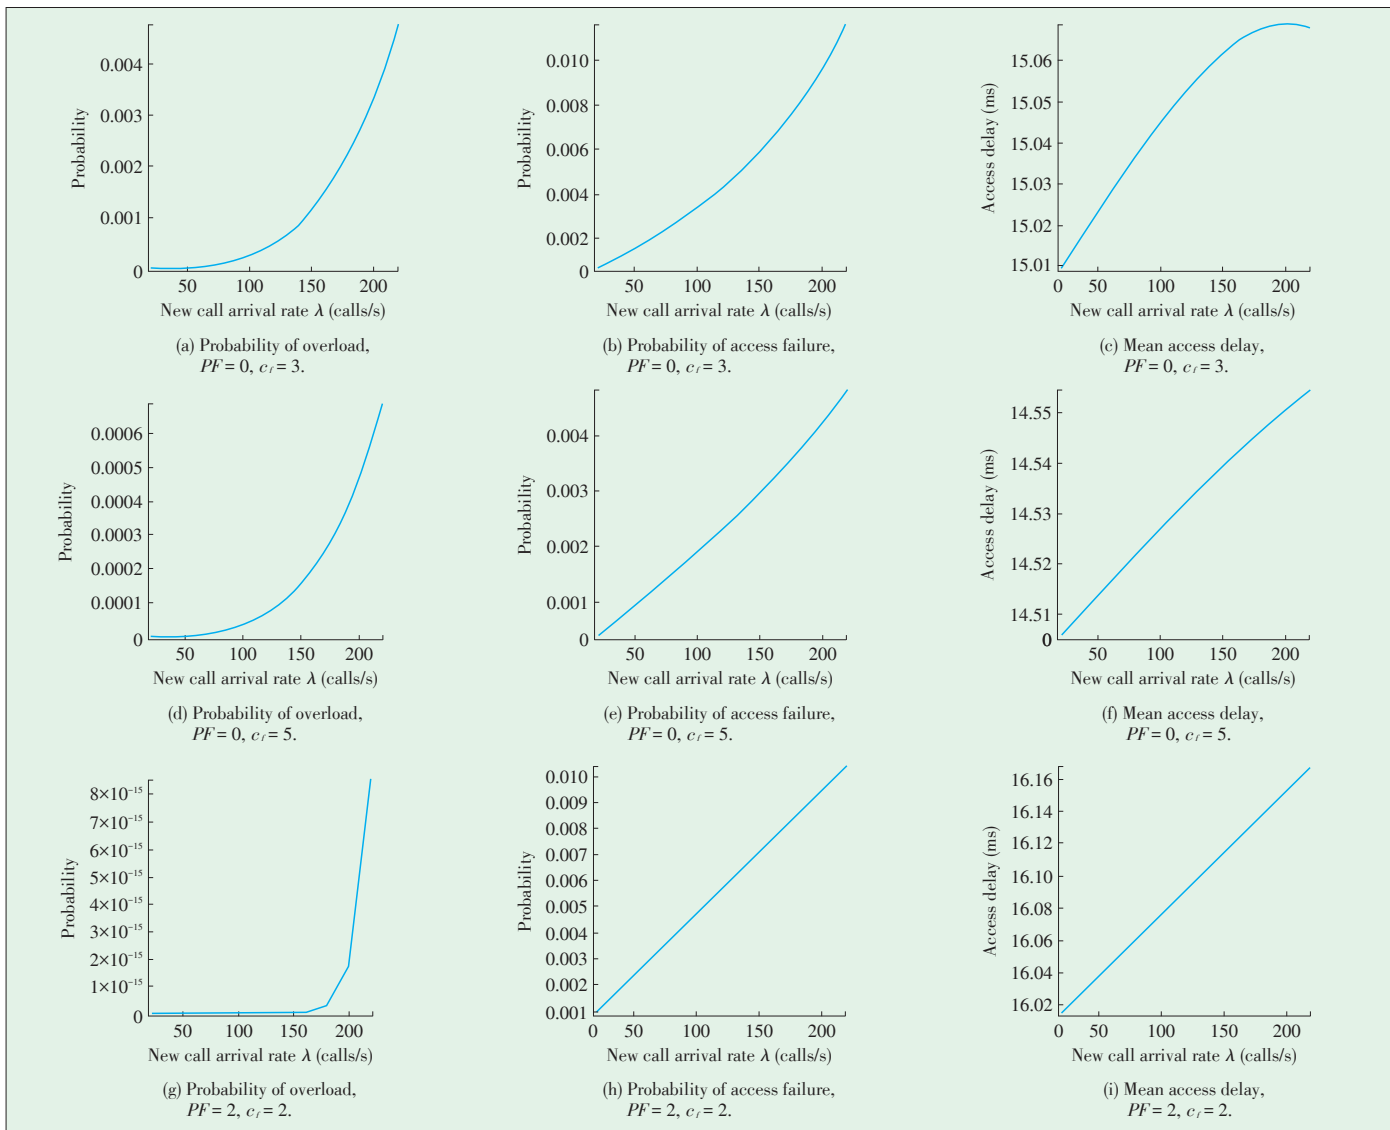 0.004
0.003
0.002
0.001
0
Probability
50 100 150 200
New call arrival rate λ (calls/s)
(a) Probability of overload,
PF = 0, c_f = 3.
0.010
0.008
0.006
0.004
0.002
0
Probability
50 100 150 200
New call arrival rate λ (calls/s)
(b) Probability of access failure,
PF = 0, c_f = 3.
15.06
15.05
15.04
15.03
15.02
15.01
Access delay (ms)
0 50 100 150 200
New call arrival rate λ (calls/s)
(c) Mean access delay,
PF = 0, c_f = 3.
0.0006
0.0005
0.0004
0.0003
0.0002
0.0001
0
Probability
50 100 150 200
New call arrival rate λ (calls/s)
(d) Probability of overload,
PF = 0, c_f = 5.
0.004
0.003
0.002
0.001
0
Probability
50 100 150 200
New call arrival rate λ (calls/s)
(e) Probability of access failure,
PF = 0, c_f = 5.
14.55
14.54
14.53
14.52
14.51
0
Access delay (ms)
50 100 150 200
New call arrival rate λ (calls/s)
(f) Mean access delay,
PF = 0, c_f = 5.
8×10⁻¹⁵
7×10⁻¹⁵
6×10⁻¹⁵
5×10⁻¹⁵
4×10⁻¹⁵
3×10⁻¹⁵
2×10⁻¹⁵
1×10⁻¹⁵
0
Probability
50 100 150 200
New call arrival rate λ (calls/s)
(g) Probability of overload,
PF = 2, c_f = 2.
0.010
0.009
0.008
0.007
0.006
0.005
0.004
0.003
0.002
0.001
Probability
0 50 100 150 200
New call arrival rate λ (calls/s)
(h) Probability of access failure,
PF = 2, c_f = 2.
16.16
16.14
16.12
16.10
16.08
16.06
16.04
16.02
Access delay (ms)
0 50 100 150 200
New call arrival rate λ (calls/s)
(i) Mean access delay,
PF = 2, c_f = 2.